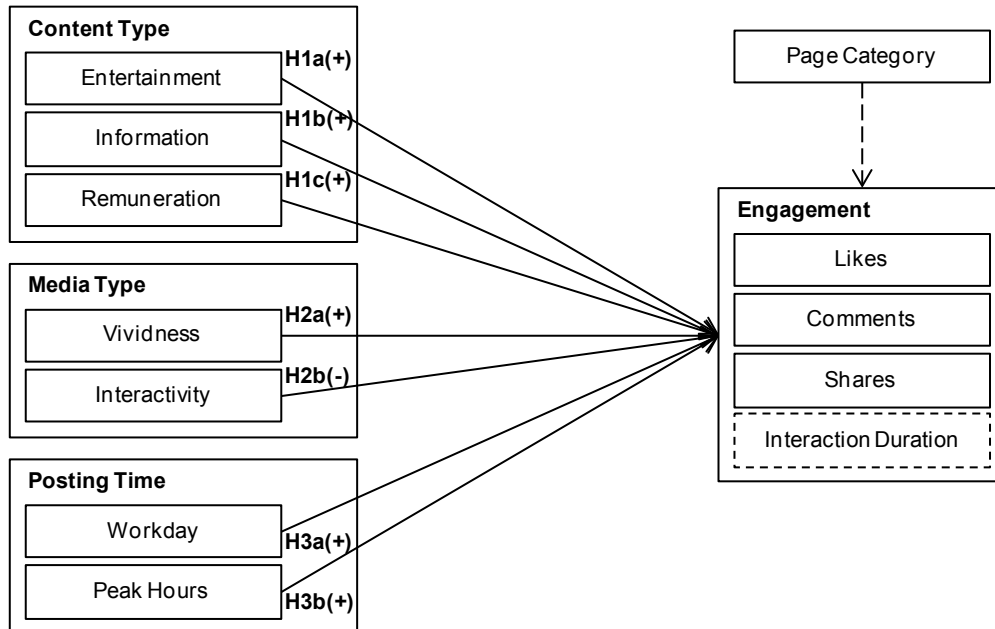 Content Type
Entertainment
H1a(+)
Information
H1b(+)
Remuneration
H1c(+)
Media Type
Vividness
H2a(+)
Interactivity
H2b(-)
Posting Time
Workday
H3a(+)
Peak Hours
H3b(+)
Page Category
Engagement
Likes
Comments
Shares
Interaction Duration